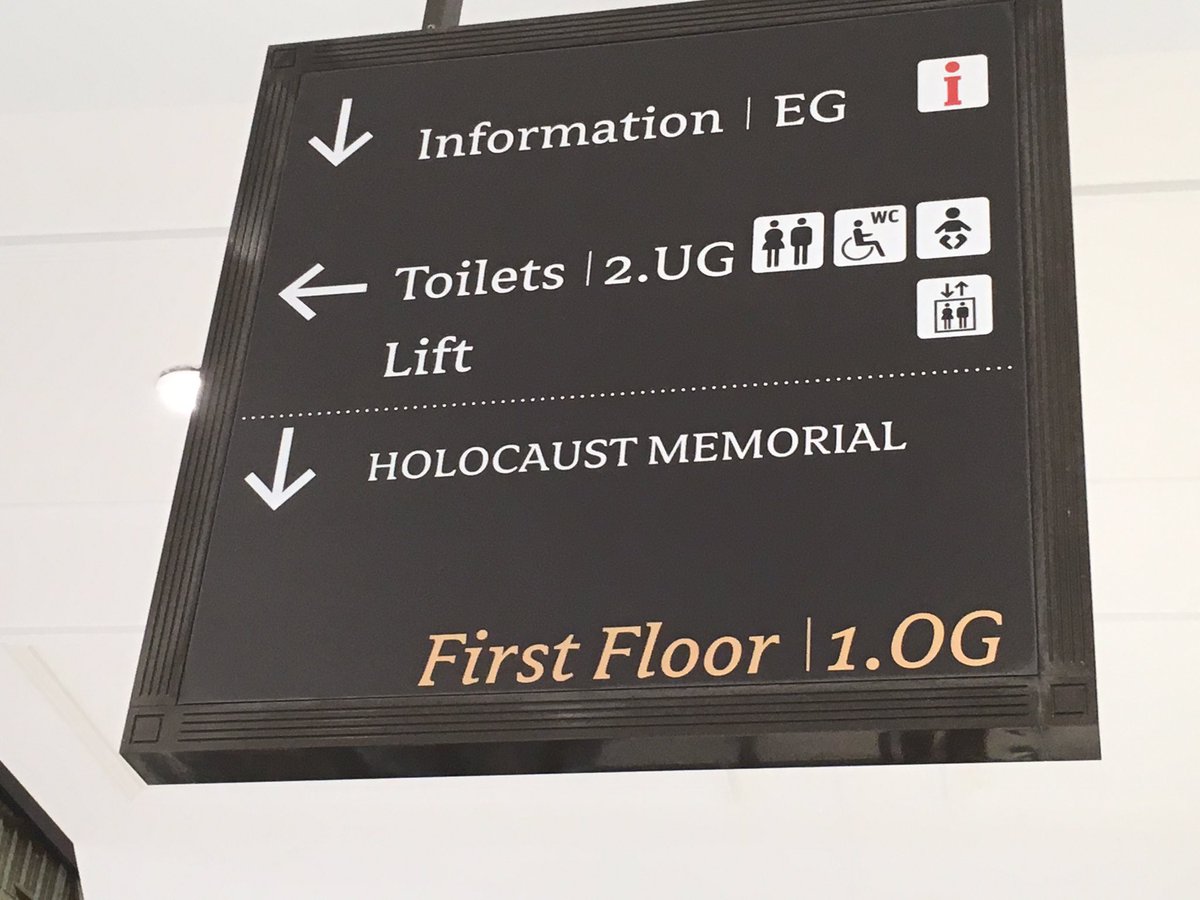 Information | EG i
Toilets | 2.UG WC
Lift
HOLOCAUST MEMORIAL
First Floor | 1.OG